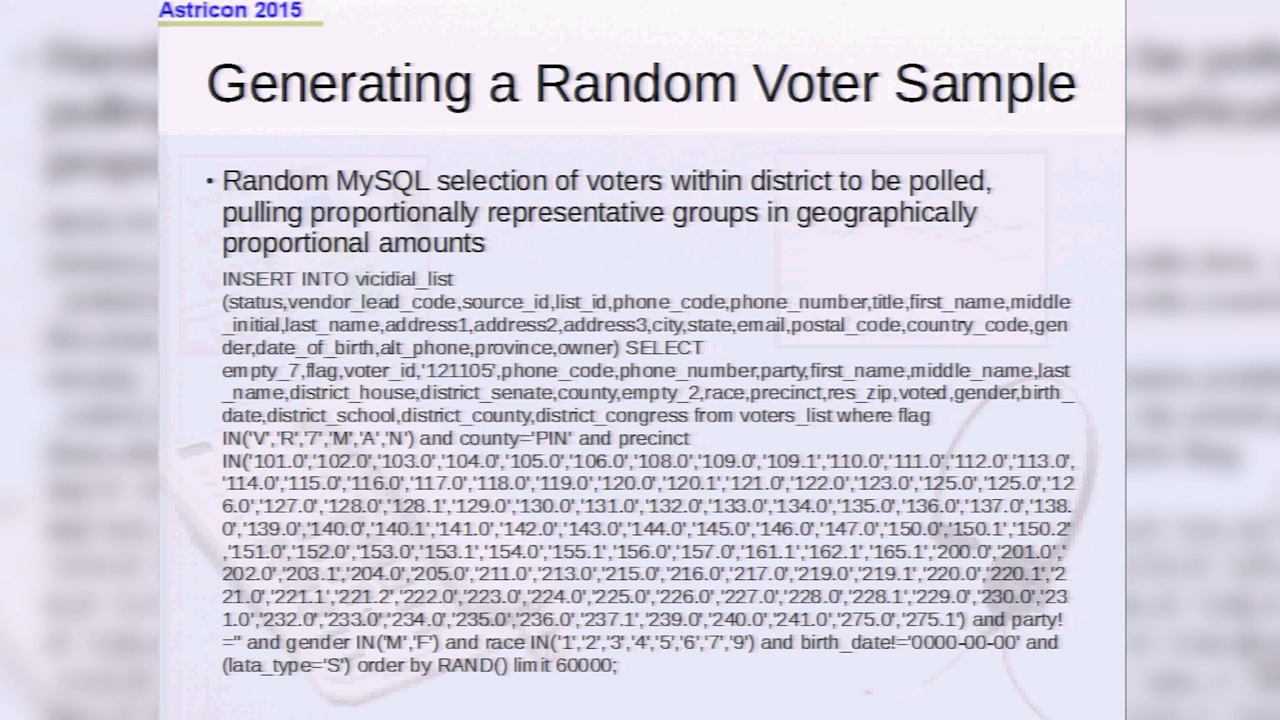 Astricon 2015
Generating a Random Voter Sample
• Random MySQL selection of voters within district to be polled,
pulling proportionally representative groups in geographically
proportional amounts
INSERT INTO vicidial_list
(status,vendor_lead_code,source_id,list_id,phone_code,phone_number,title,first_name,middle
_initial,last_name,address1,address2,address3,city,state,email,postal_code,country_code,gen
der,date_of_birth,alt_phone,province,owner) SELECT
empty_7,flag,voter_id,'121105',phone_code,phone_number,party,first_name,middle_name,last
_name,district_house,district_senate,county,empty_2,race,precinct,res_zip,voted,gender,birth_
date,district_school,district_county,district_congress from voters_list where flag
IN('V','R','7','M','A','N') and county='PIN' and precinct
IN('101.0','102.0','103.0','104.0','105.0','106.0','108.0','109.0','109.1','110.0','111.0','112.0','113.0',
'114.0','115.0','116.0','117.0','118.0','119.0','120.0','120.1','121.0','122.0','123.0','125.0','125.0','12
6.0','127.0','128.0','128.1','129.0','130.0','131.0','132.0','133.0','134.0','135.0','136.0','137.0','138.
0','139.0','140.0','140.1','141.0','142.0','143.0','144.0','145.0','146.0','147.0','150.0','150.1','150.2'
,'151.0','152.0','153.0','153.1','154.0','155.1','156.0','157.0','161.1','162.1','165.1','200.0','201.0','
202.0','203.1','204.0','205.0','211.0','213.0','215.0','216.0','217.0','219.0','219.1','220.0','220.1','2
21.0','221.1','221.2','222.0','223.0','224.0','225.0','226.0','227.0','228.0','228.1','229.0','230.0','23
1.0','232.0','233.0','234.0','235.0','236.0','237.1','239.0','240.0','241.0','275.0','275.1') and party!
='' and gender IN('M','F') and race IN('1','2','3','4','5','6','7','9') and birth_date!='0000-00-00' and
(lata_type='S') order by RAND() limit 60000;